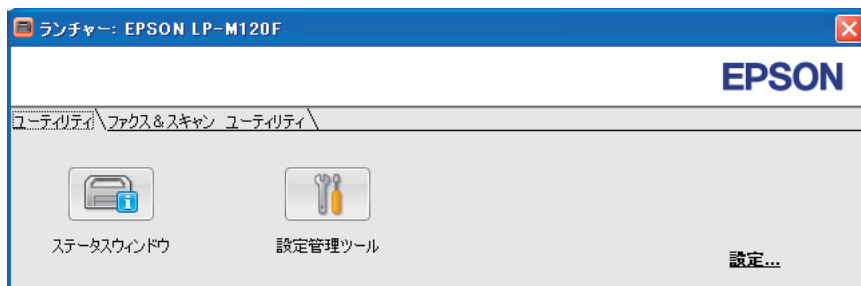 ランチャー: EPSON LP-M120F
EPSON
ユーティリティ ファクス&スキャン ユーティリティ
ステータスウィンドウ 設定管理ツール
設定...